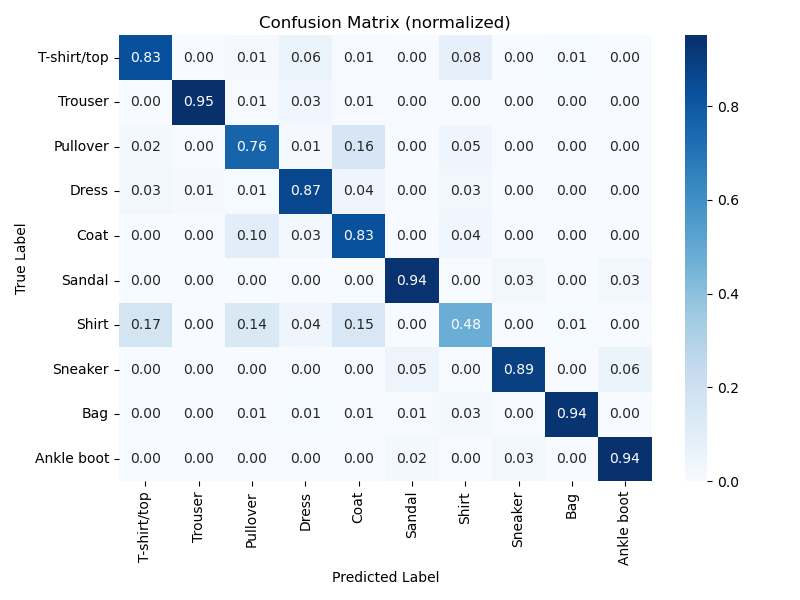 Confusion Matrix (normalized)
T-shirt/top 0.83 0.00 0.01 0.06 0.01 0.00 0.08 0.00 0.01 0.00
Trouser 0.00 0.95 0.01 0.03 0.01 0.00 0.00 0.00 0.00 0.00
Pullover 0.02 0.00 0.76 0.01 0.16 0.00 0.05 0.00 0.00 0.00
Dress 0.03 0.01 0.01 0.87 0.04 0.00 0.03 0.00 0.00 0.00
Coat 0.00 0.00 0.10 0.03 0.83 0.00 0.04 0.00 0.00 0.00
Sandal 0.00 0.00 0.00 0.00 0.00 0.94 0.00 0.03 0.00 0.03
Shirt 0.17 0.00 0.14 0.04 0.15 0.00 0.48 0.00 0.01 0.00
Sneaker 0.00 0.00 0.00 0.00 0.00 0.05 0.00 0.89 0.00 0.06
Bag 0.00 0.00 0.01 0.01 0.01 0.01 0.03 0.00 0.94 0.00
Ankle boot 0.00 0.00 0.00 0.00 0.00 0.02 0.00 0.03 0.00 0.94
True Label
T-shirt/top Trouser Pullover Dress Coat Sandal Shirt Sneaker Bag Ankle boot
Predicted Label
0.8
0.6
0.4
0.2
0.0